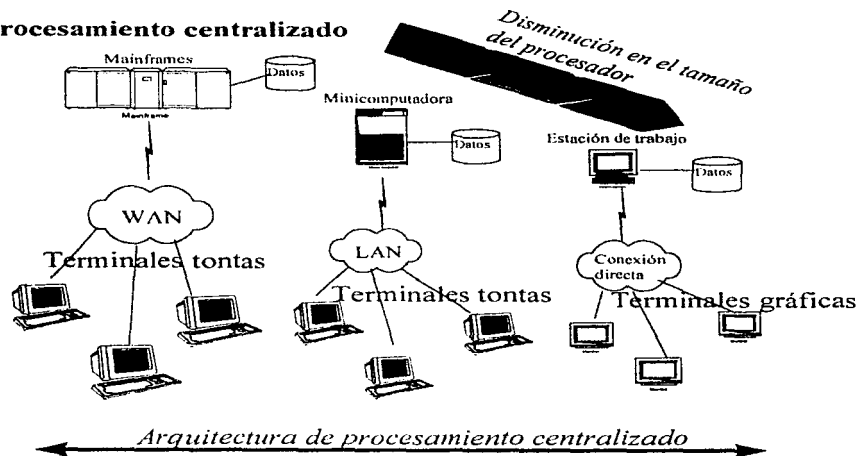 rocesamiento centralizado
Mainframes
Datos
Mainframe
WAN
Terminales tontas
Minicomputadora
Datos
LAN
Terminales tontas
Disminución en el tamaño
del procesador
Estación de trabajo
Datos
Conexión
directa
Terminales gráficas
Arquitectura de procesamiento centralizado